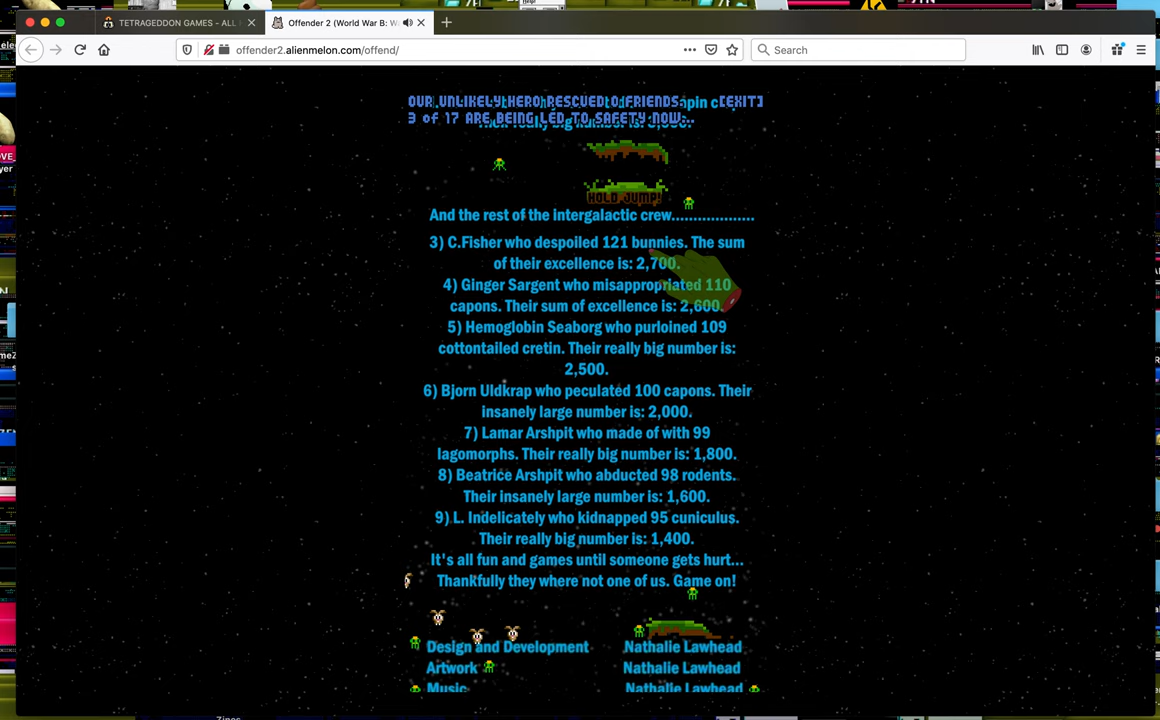 TETRAGEDDON GAMES - ALL
Offender 2 (World War B: W
offender2.alienmelon.com/offend/
Search
OUR UNLIKELY HERO RESCUED 0 FRIENDS. [EXIT]
3 of 17 ARE BEING LED TO SAFETY NOW...
HOLD JUMP!
And the rest of the intergalactic crew...................
3) C.Fisher who despoiled 121 bunnies. The sum
of their excellence is: 2,700.
4) Ginger Sargent who misappropriated 110
capons. Their sum of excellence is: 2,600.
5) Hemoglobin Seaborg who purloined 109
cottontailed cretin. Their really big number is:
2,500.
6) Bjorn Uldkrap who peculated 100 capons. Their
insanely large number is: 2,000.
7) Lamar Arshpit who made of with 99
lagomorphs. Their really big number is: 1,800.
8) Beatrice Arshpit who abducted 98 rodents.
Their insanely large number is: 1,600.
9) L. Indelicately who kidnapped 95 cuniculus.
Their really big number is: 1,400.
It's all fun and games until someone gets hurt...
Thankfully they where not one of us. Game on!
Design and Development Nathalie Lawhead
Artwork Nathalie Lawhead
Music Nathalie Lawhead
Zines